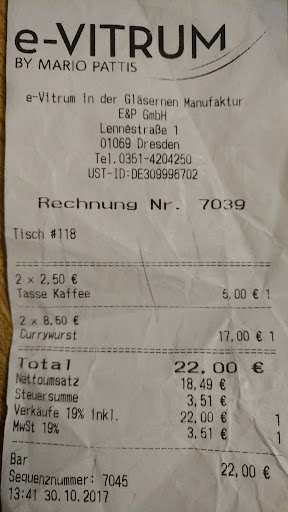 e-VITRUM
BY MARIO PATTIS
e-Vitrum in der Gläsernen Manufaktur
E&P GmbH
Lennéstraße 1
01069 Dresden
Tel.0351-4204250
UST-ID:DE309996702
Rechnung Nr. 7039
Tisch #118
2 x 2,50 €
Tasse Kaffee 5,00 € 1
2 x 8,50 €
Currywurst 17,00 € 1
Total 22,00 €
Nettoumsatz 18,49 €
Steuersumme 3,51 €
Verkäufe 19% inkl. 22,00 € 1
MwSt 19% 3,51 € 1
Bar 22,00 €
Sequenznummer: 7045
13:41 30.10.2017